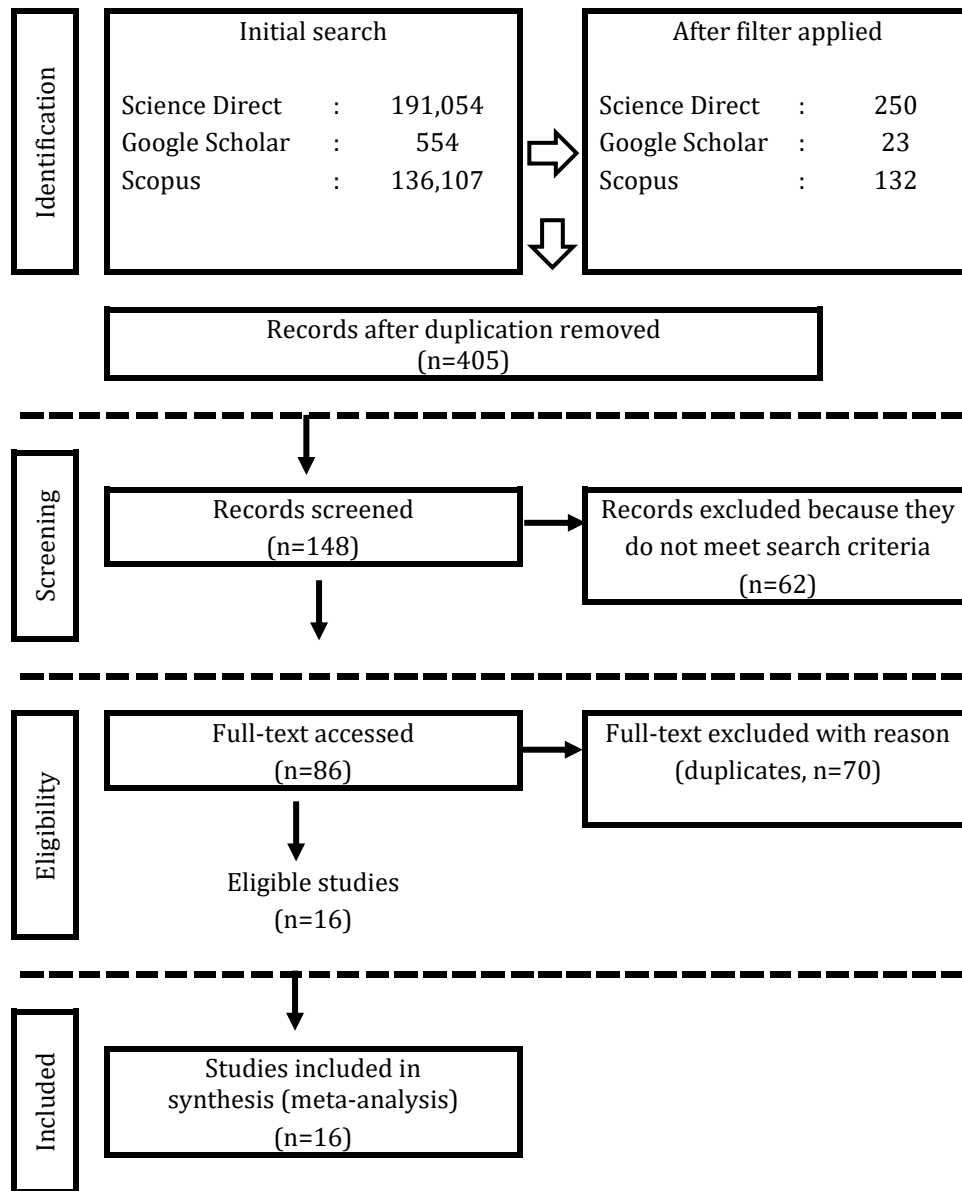 Identification
Initial search
Science Direct : 191,054
Google Scholar : 554
Scopus : 136,107
After filter applied
Science Direct : 250
Google Scholar : 23
Scopus : 132
Records after duplication removed
(n=405)
Screening
Records screened
(n=148)
Records excluded because they
do not meet search criteria
(n=62)
Eligibility
Full-text accessed
(n=86)
Full-text excluded with reason
(duplicates, n=70)
Eligible studies
(n=16)
Included
Studies included in
synthesis (meta-analysis)
(n=16)